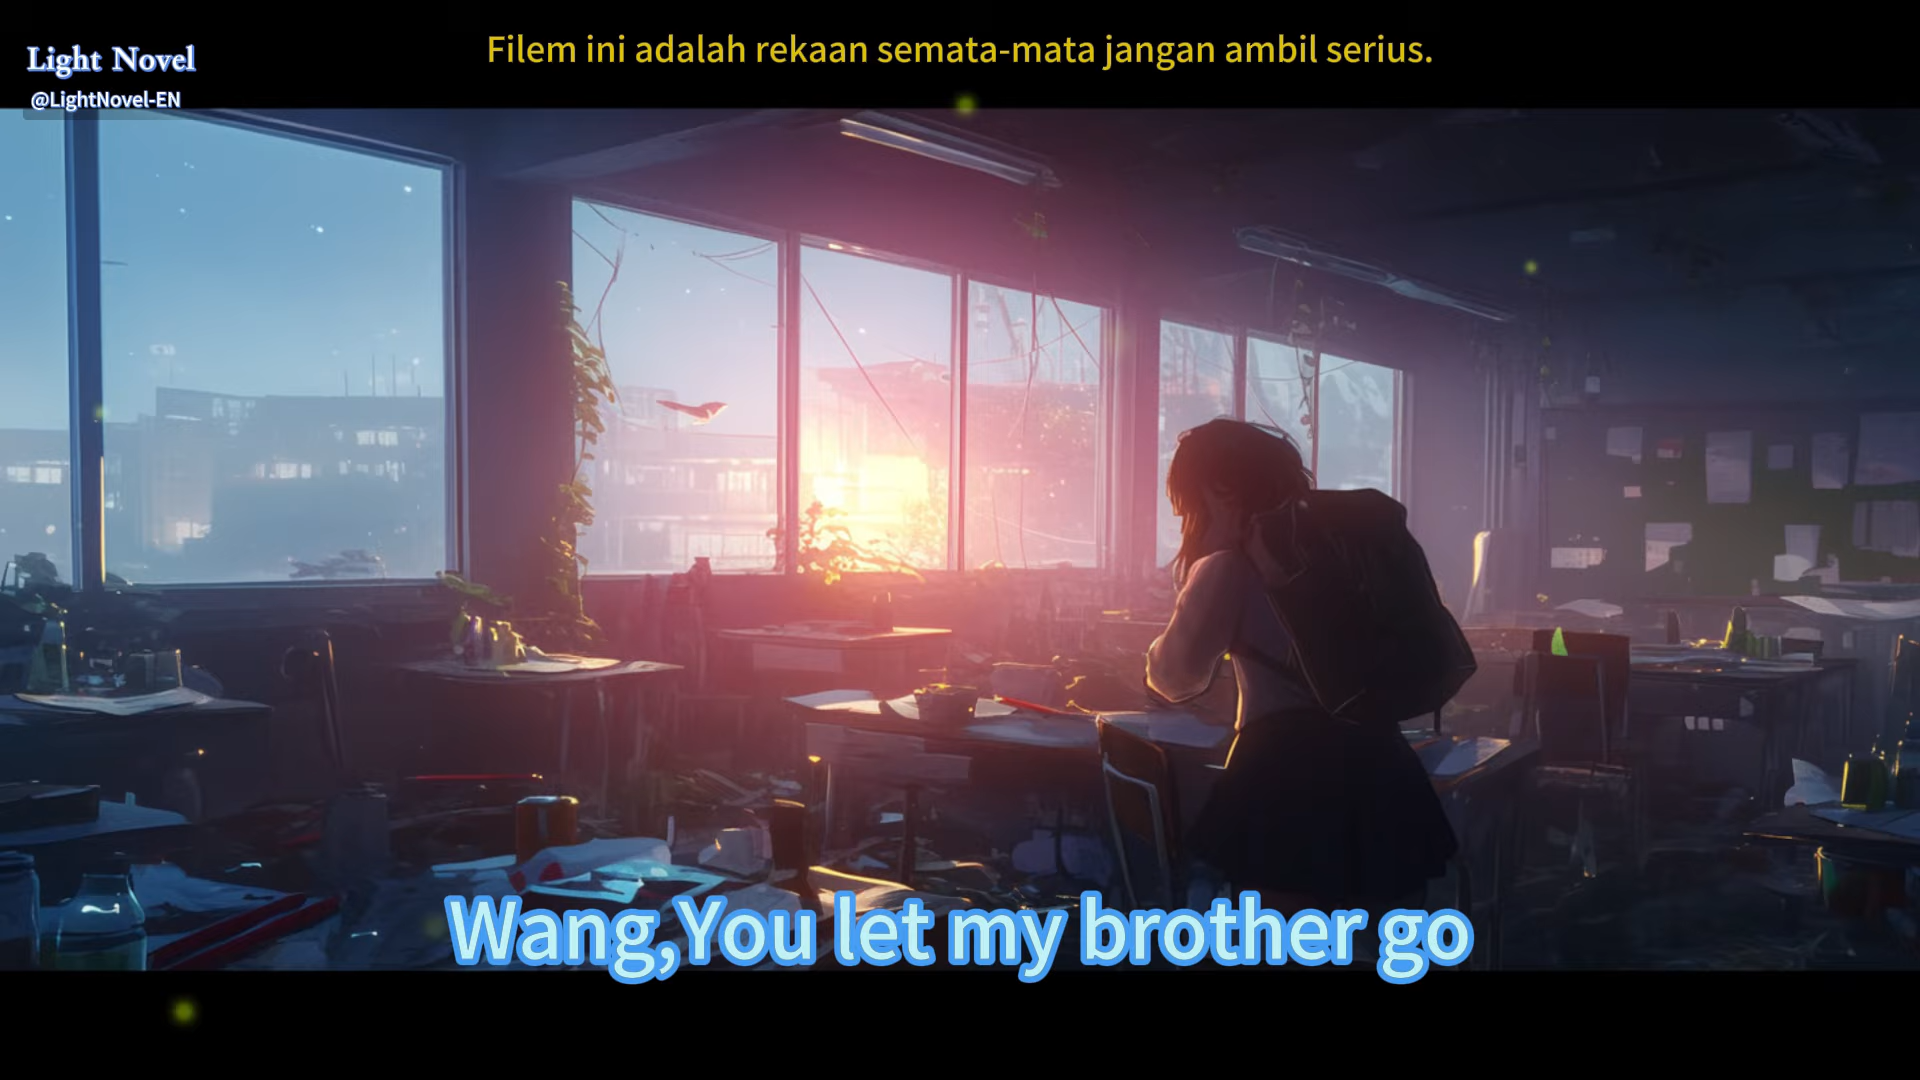 Filem ini adalah rekaan semata-mata jangan ambil serius.
Light Novel
@LightNovel-EN
Wang,You let my brother go